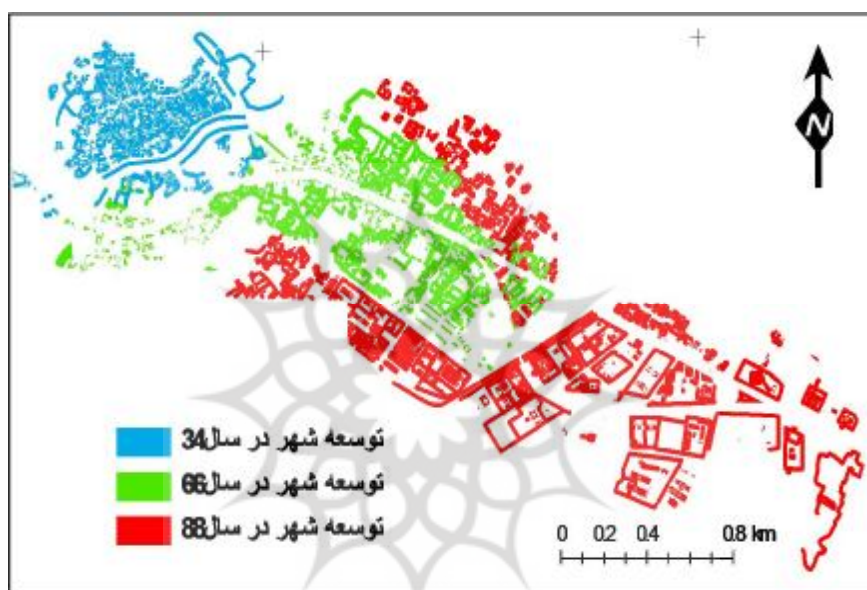 N
توسعه شهر در سال34
توسعه شهر در سال66
توسعه شهر در سال88
0 0.2 0.4 0.8 km